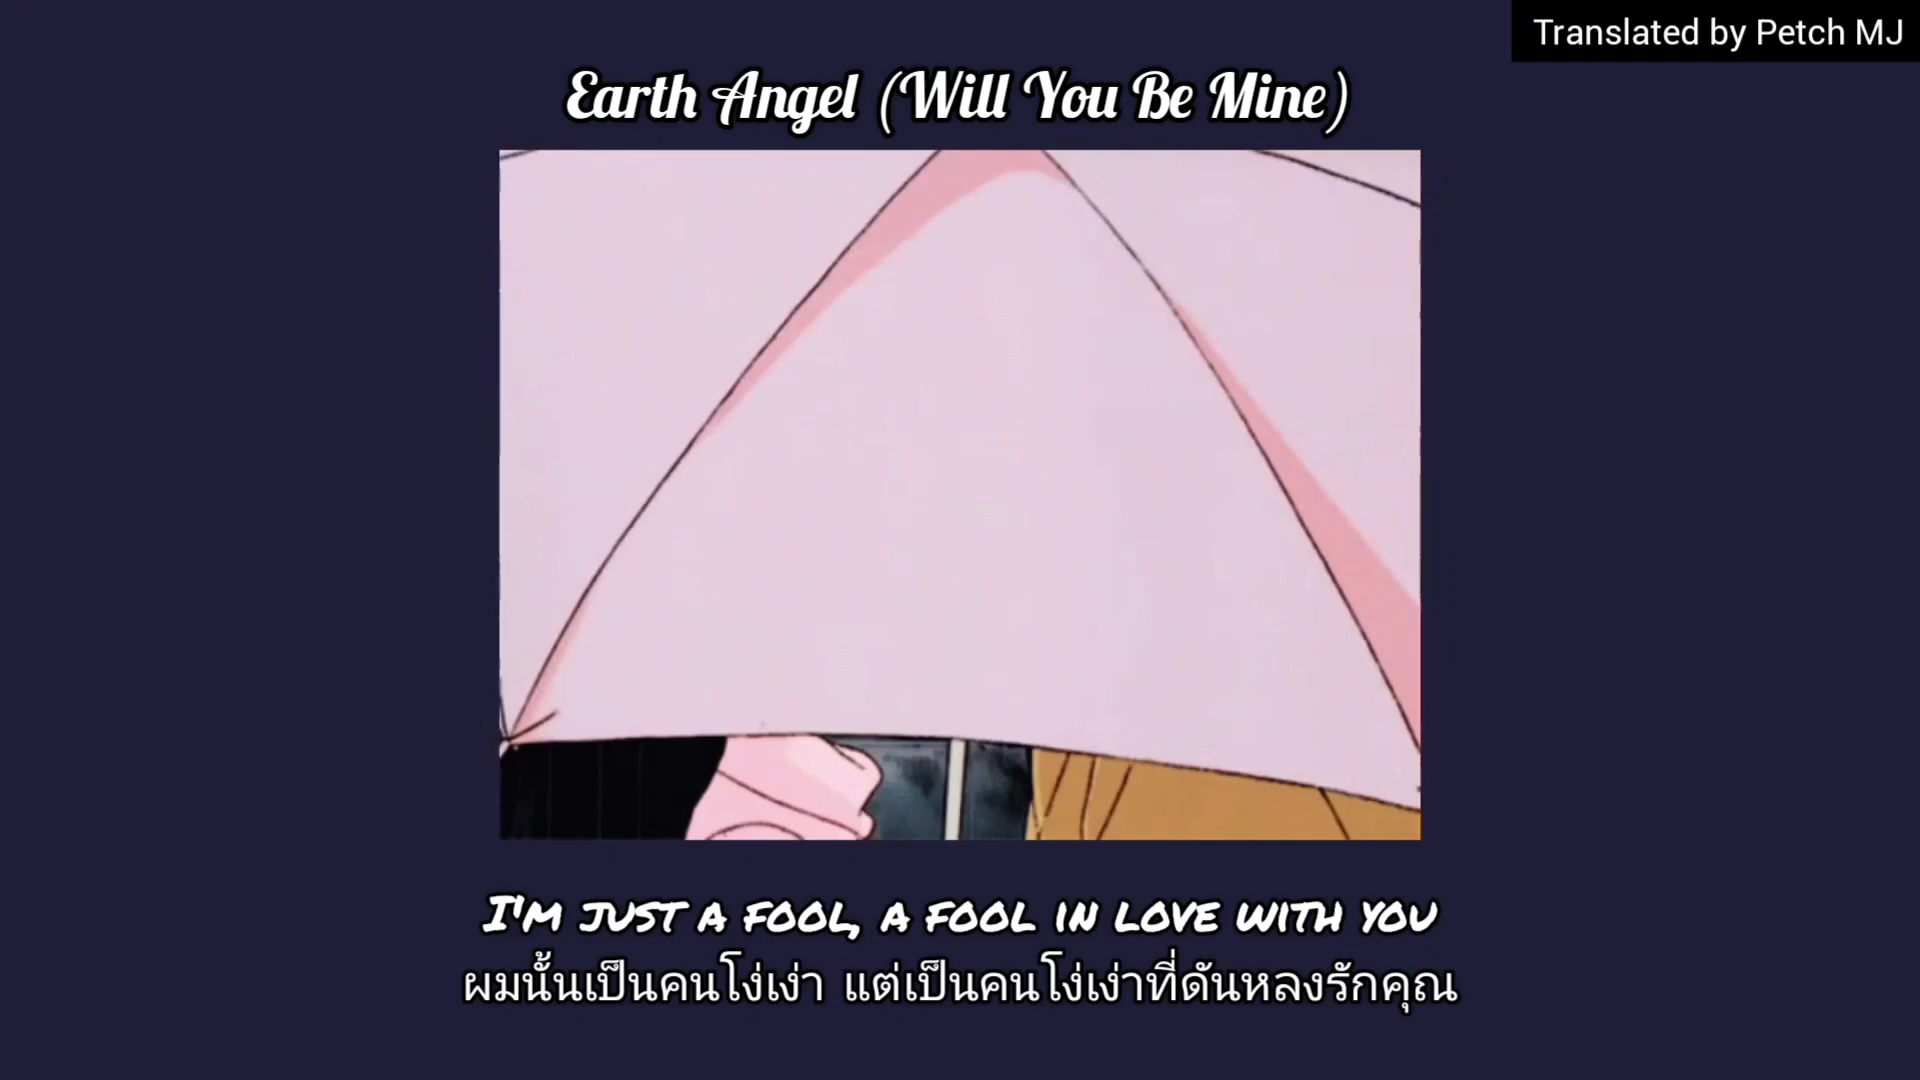 Translated by Petch MJ
Earth Angel (Will You Be Mine)
I'm just a fool, a fool in love with you
ผมนั้นเป็นคนโง่เง่า แต่เป็นคนโง่เง่าที่ดันหลงรักคุณ